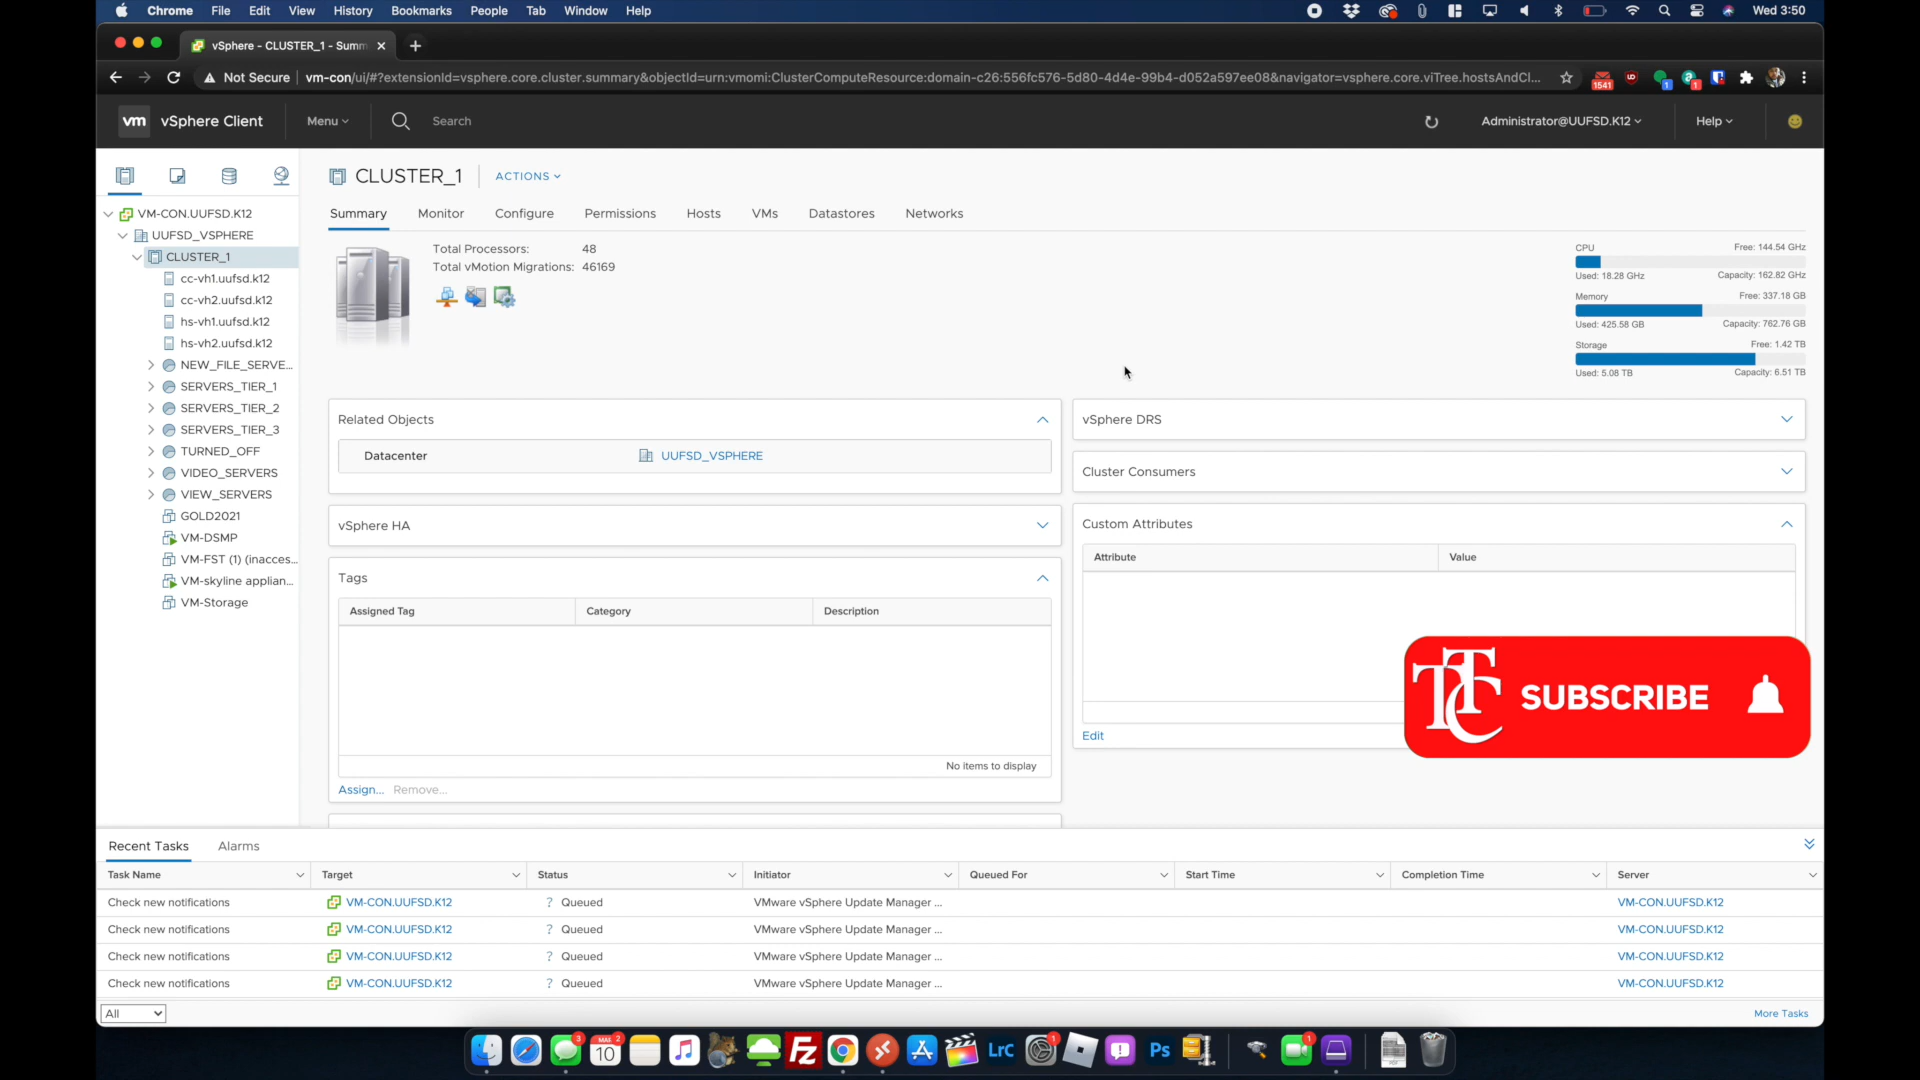 Chrome File Edit View History Bookmarks People Tab Window Help Wed 3:50
vSphere - CLUSTER_1 - Summ
Not Secure vm-con/ui/#?extensionId=vsphere.core.cluster.summary&objectId=urn:vmomi:ClusterComputeResource:domain-c26:556fc576-5d80-4d4e-99b4-d052a597ee08&navigator=vsphere.core.viTree.hostsAndCl... 1541 1 1
vm vSphere Client Menu Search Administrator@UUFSD.K12 Help
CLUSTER_1 ACTIONS
Summary Monitor Configure Permissions Hosts VMs Datastores Networks
VM-CON.UUFSD.K12
UUFSD_VSPHERE
CLUSTER_1
cc-vh1.uufsd.k12
cc-vh2.uufsd.k12
hs-vh1.uufsd.k12
hs-vh2.uufsd.k12
NEW_FILE_SERVE...
SERVERS_TIER_1
SERVERS_TIER_2
SERVERS_TIER_3
TURNED_OFF
VIDEO_SERVERS
VIEW_SERVERS
GOLD2021
VM-DSMP
VM-FST (1) (inacces...
VM-skyline applian...
VM-Storage
Total Processors: 48
Total vMotion Migrations: 46169
CPU Free: 144.54 GHz
Used: 18.28 GHz Capacity: 162.82 GHz
Memory Free: 337.18 GB
Used: 425.58 GB Capacity: 762.76 GB
Storage Free: 1.42 TB
Used: 5.08 TB Capacity: 6.51 TB
Related Objects
Datacenter UUFSD_VSPHERE
vSphere HA
Tags
Assigned Tag Category Description
No items to display
Assign... Remove...
vSphere DRS
Cluster Consumers
Custom Attributes
Attribute Value
Edit
TTC SUBSCRIBE
Recent Tasks Alarms
Task Name Target Status Initiator Queued For Start Time Completion Time Server
Check new notifications VM-CON.UUFSD.K12 ? Queued VMware vSphere Update Manager ... VM-CON.UUFSD.K12
Check new notifications VM-CON.UUFSD.K12 ? Queued VMware vSphere Update Manager ... VM-CON.UUFSD.K12
Check new notifications VM-CON.UUFSD.K12 ? Queued VMware vSphere Update Manager ... VM-CON.UUFSD.K12
Check new notifications VM-CON.UUFSD.K12 ? Queued VMware vSphere Update Manager ... VM-CON.UUFSD.K12
All More Tasks
3 2 10 FZ LrC 1 Ps 1